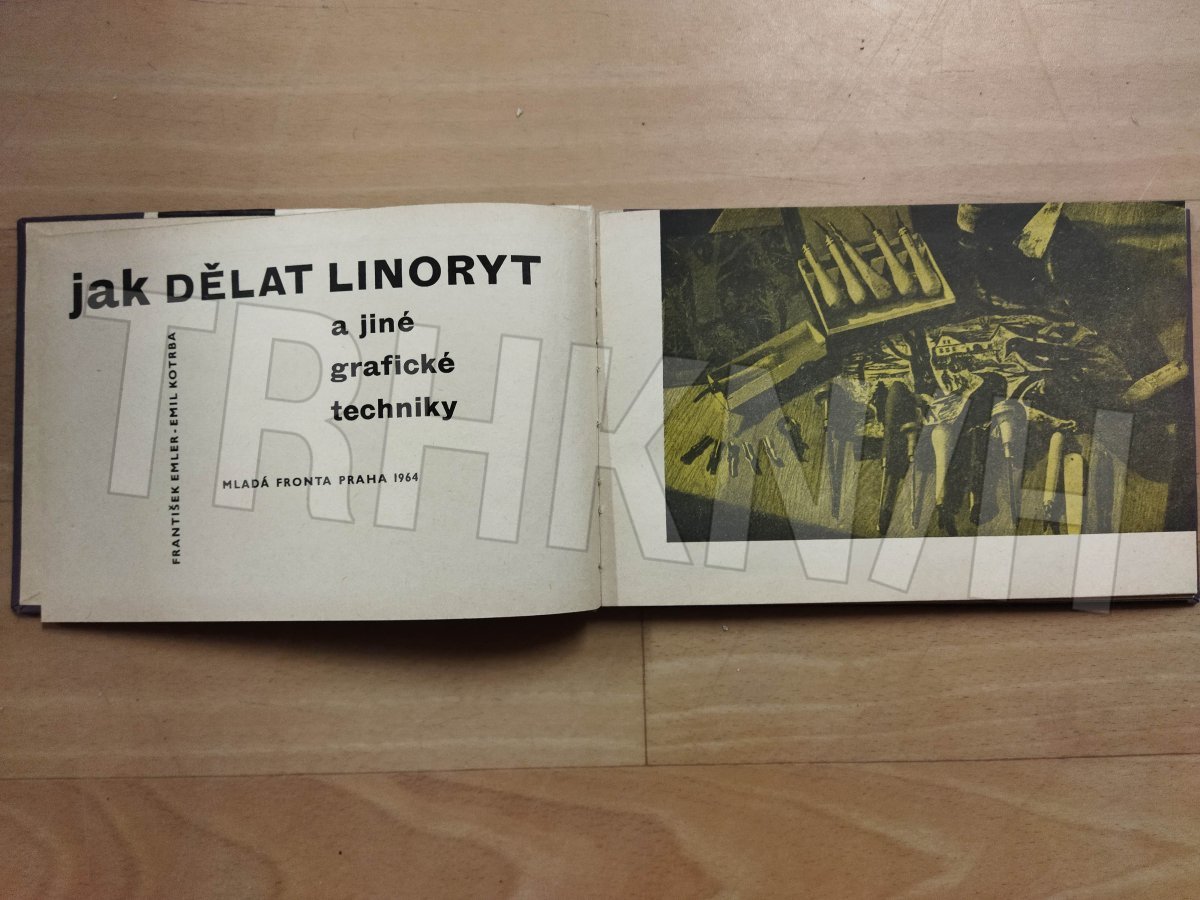 jak DĚLAT LINORYT
a jiné
grafické
techniky
FRANTIŠEK EMLER - EMIL KOTRBA
MLADÁ FRONTA PRAHA 1964
TRHKNIH